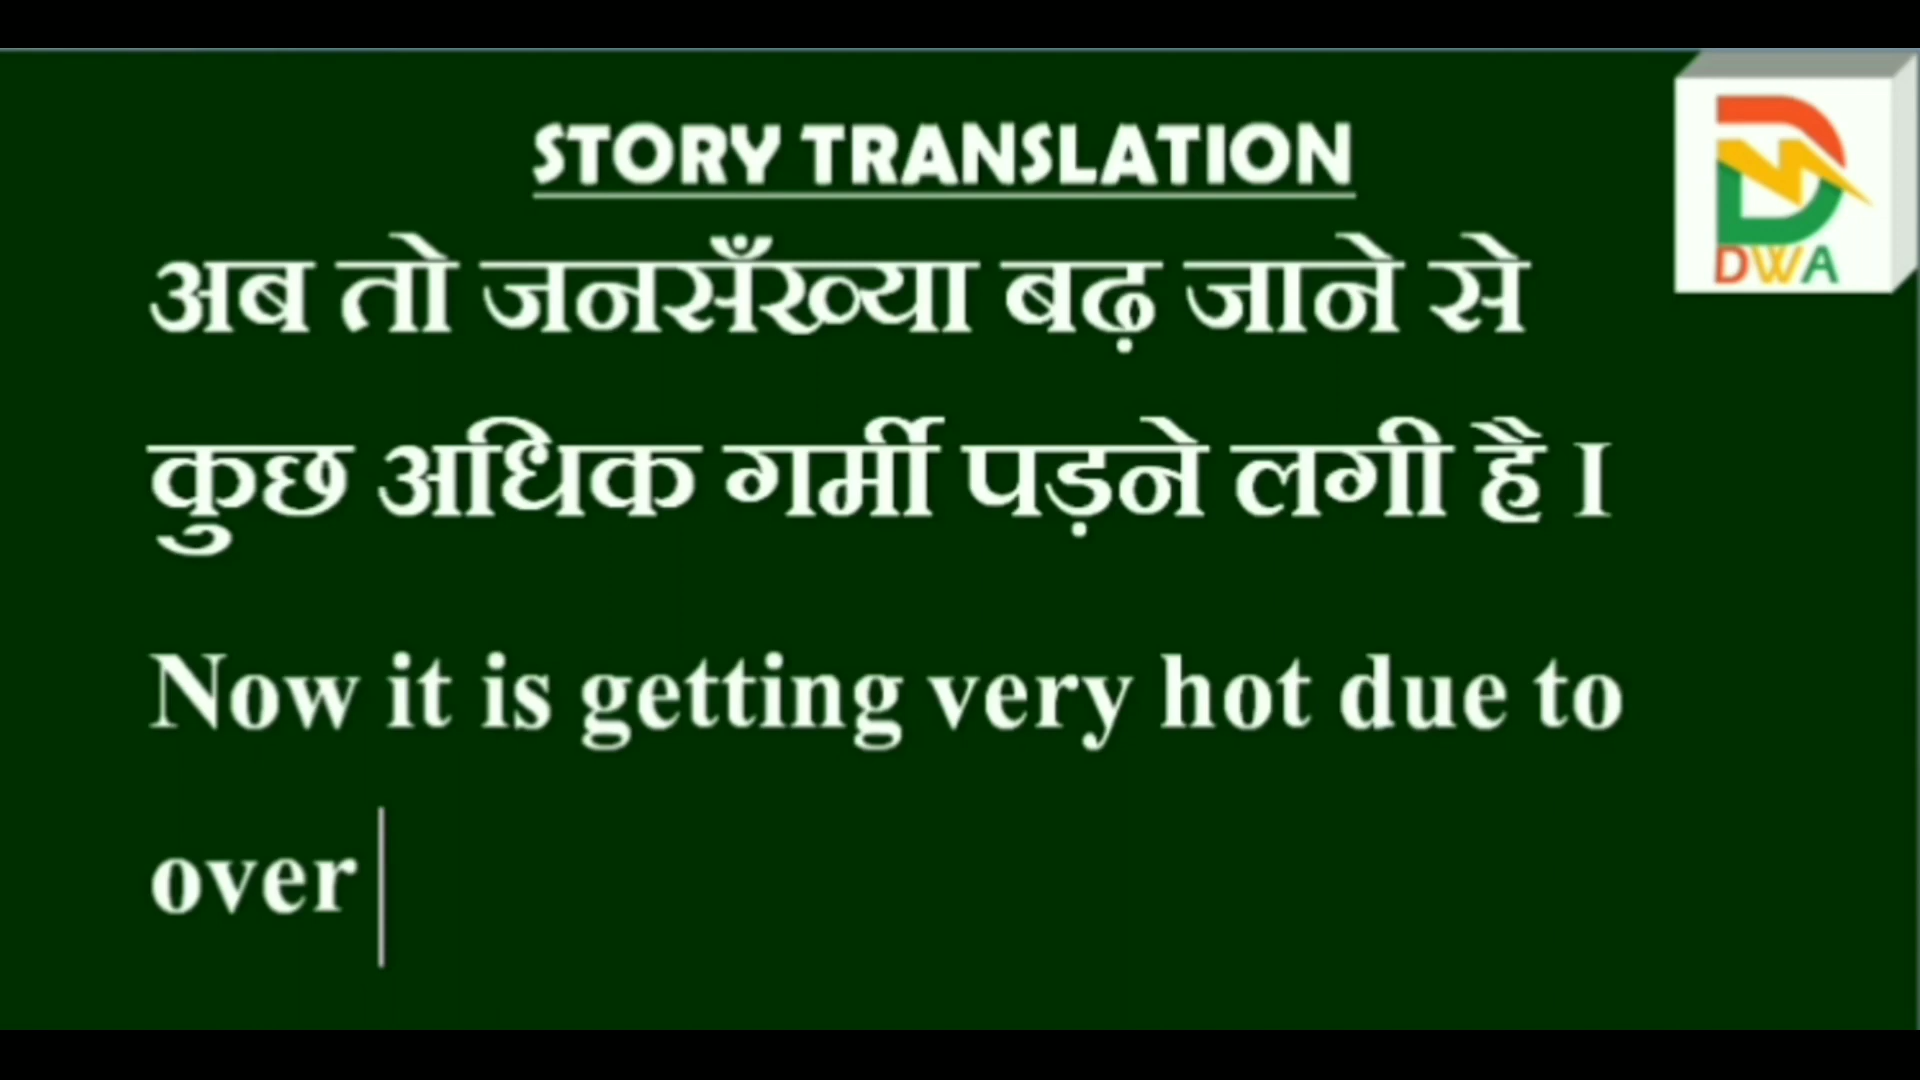 STORY TRANSLATION
अब तो जनसँख्या बढ़ जाने से
कुछ अधिक गर्मी पड़ने लगी है I
Now it is getting very hot due to
over
DWA